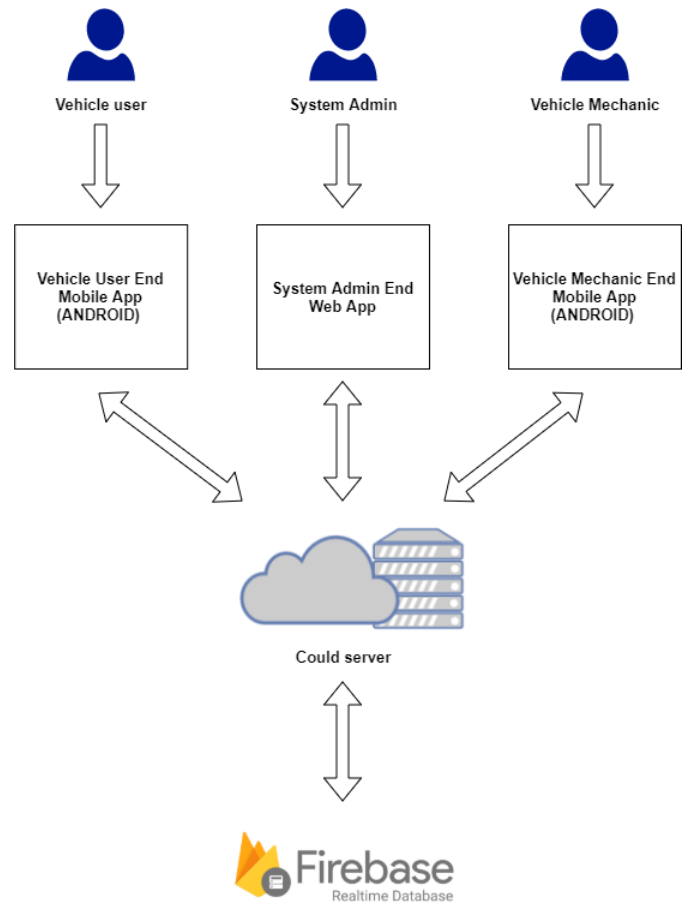 Vehicle user
System Admin
Vehicle Mechanic
Vehicle User End
Mobile App
(ANDROID)
System Admin End
Web App
Vehicle Mechanic End
Mobile App
(ANDROID)
Could server
Firebase
Realtime Database